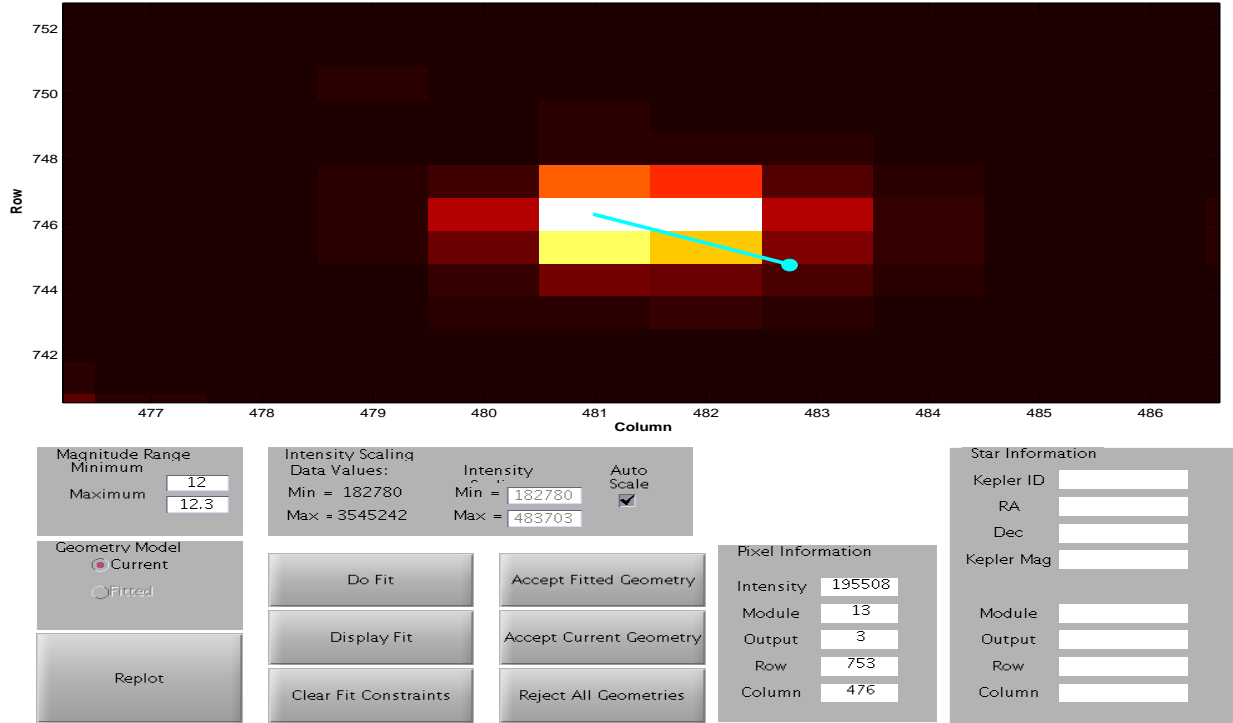 752
750
748
746
744
742
Row
477 478 479 480 481 482 483 484 485 486
Column
Magnitude Range
Minimum
12
Maximum
12.3
Geometry Model
Current
Fitted
Replot
Intensity Scaling
Data Values:
Intensity
Auto
Scale
Min = 182780
Min = 182780
Max = 3545242
Max = 483703
Do Fit
Accept Fitted Geometry
Display Fit
Accept Current Geometry
Clear Fit Constraints
Reject All Geometries
Pixel Information
Intensity 195508
Module 13
Output 3
Row 753
Column 476
Star Information
Kepler ID
RA
Dec
Kepler Mag
Module
Output
Row
Column